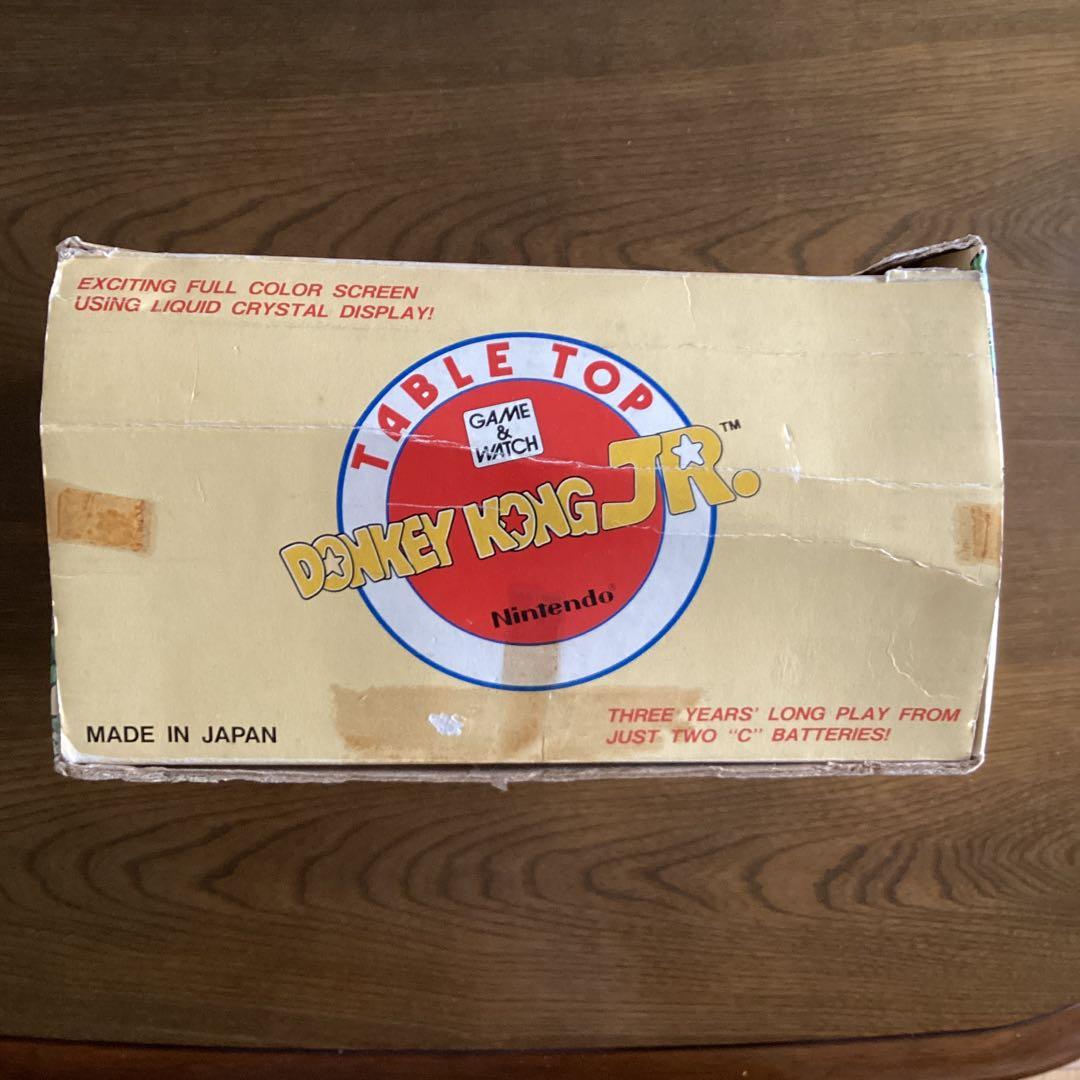 EXCITING FULL COLOR SCREEN
USING LIQUID CRYSTAL DISPLAY!
TABLE TOP
GAME
&
WATCH
DONKEY KONG JR.™
Nintendo®
MADE IN JAPAN
THREE YEARS' LONG PLAY FROM
JUST TWO "C" BATTERIES!